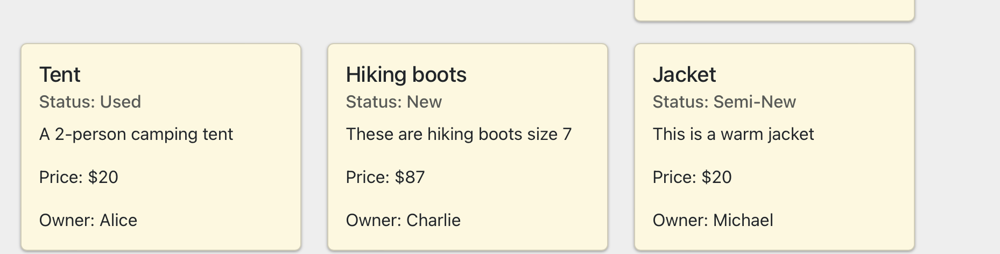 Tent
Status: Used
A 2-person camping tent
Price: $20
Owner: Alice
Hiking boots
Status: New
These are hiking boots size 7
Price: $87
Owner: Charlie
Jacket
Status: Semi-New
This is a warm jacket
Price: $20
Owner: Michael